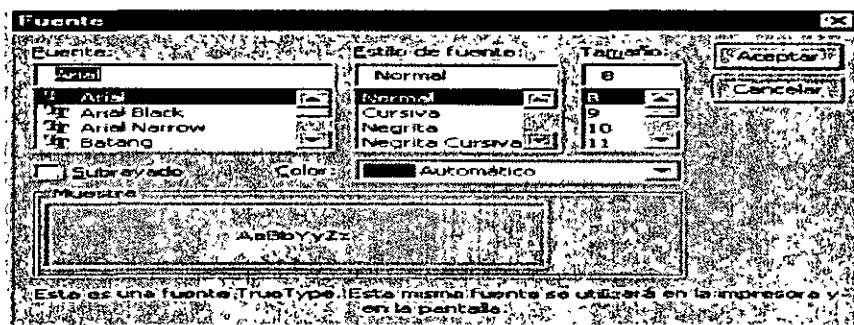 Fuente
Fuente: Estilo de fuente: Tamaño:
Arial Normal 8 Aceptar
Arial Normal 8 Cancelar
Arial Black Cursiva 9
Arial Narrow Negrita 10
Batang Negrita Cursiva 11
Subrayado Color: Automático
Muestra
AaBbYyZz
Esta es una fuente TrueType. Esta misma fuente se utilizará en la impresora y
en la pantalla.